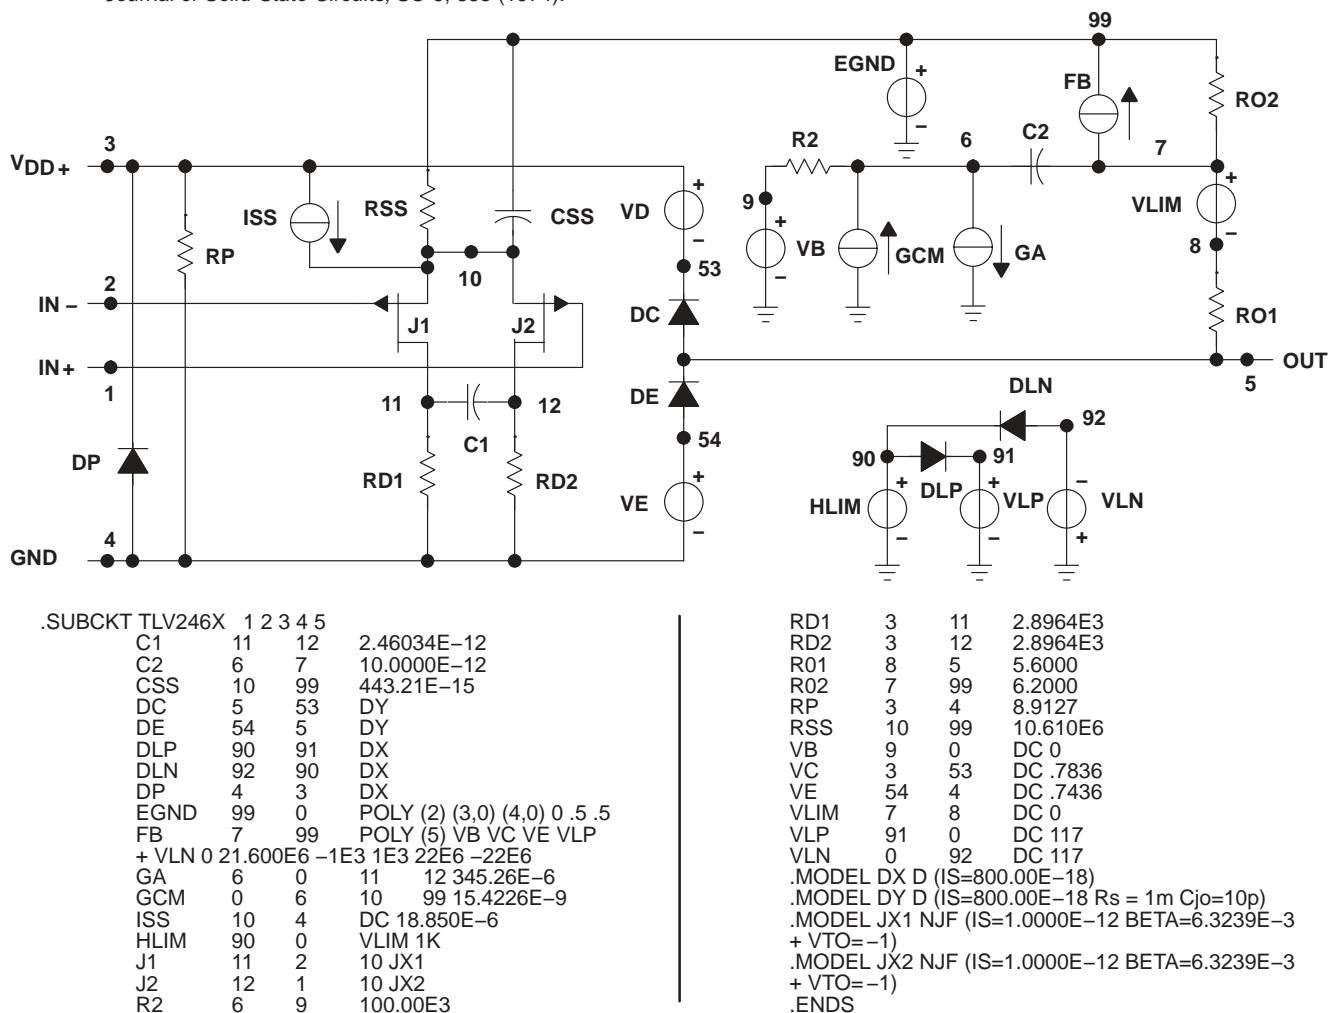 99
EGND
+
−
FB
RO2
3
VDD+
R2
6
C2
7
ISS
RSS
CSS
VD
+
−
9
+
VB
−
GCM
GA
VLIM
+
−
8
RP
10
53
2
IN −
J1
J2
DC
RO1
IN+
1
OUT
5
DE
DLN
11
12
C1
54
92
DP
RD1
RD2
VE
+
−
90
91
DLP
HLIM
+
−
+
VLP
−
−
VLN
+
GND
4
.SUBCKT TLV246X 1 2 3 4 5
C1 11 12 2.46034E−12
C2 6 7 10.0000E−12
CSS 10 99 443.21E−15
DC 5 53 DY
DE 54 5 DY
DLP 90 91 DX
DLN 92 90 DX
DP 4 3 DX
EGND 99 0 POLY (2) (3,0) (4,0) 0 .5 .5
FB 7 99 POLY (5) VB VC VE VLP
+ VLN 0 21.600E6 −1E3 1E3 22E6 −22E6
GA 6 0 11 12 345.26E−6
GCM 0 6 10 99 15.4226E−9
ISS 10 4 DC 18.850E−6
HLIM 90 0 VLIM 1K
J1 11 2 10 JX1
J2 12 1 10 JX2
R2 6 9 100.00E3
RD1 3 11 2.8964E3
RD2 3 12 2.8964E3
R01 8 5 5.6000
R02 7 99 6.2000
RP 3 4 8.9127
RSS 10 99 10.610E6
VB 9 0 DC 0
VC 3 53 DC .7836
VE 54 4 DC .7436
VLIM 7 8 DC 0
VLP 91 0 DC 117
VLN 0 92 DC 117
.MODEL DX D (IS=800.00E−18)
.MODEL DY D (IS=800.00E−18 Rs = 1m Cjo=10p)
.MODEL JX1 NJF (IS=1.0000E−12 BETA=6.3239E−3
+ VTO=−1)
.MODEL JX2 NJF (IS=1.0000E−12 BETA=6.3239E−3
+ VTO=−1)
.ENDS